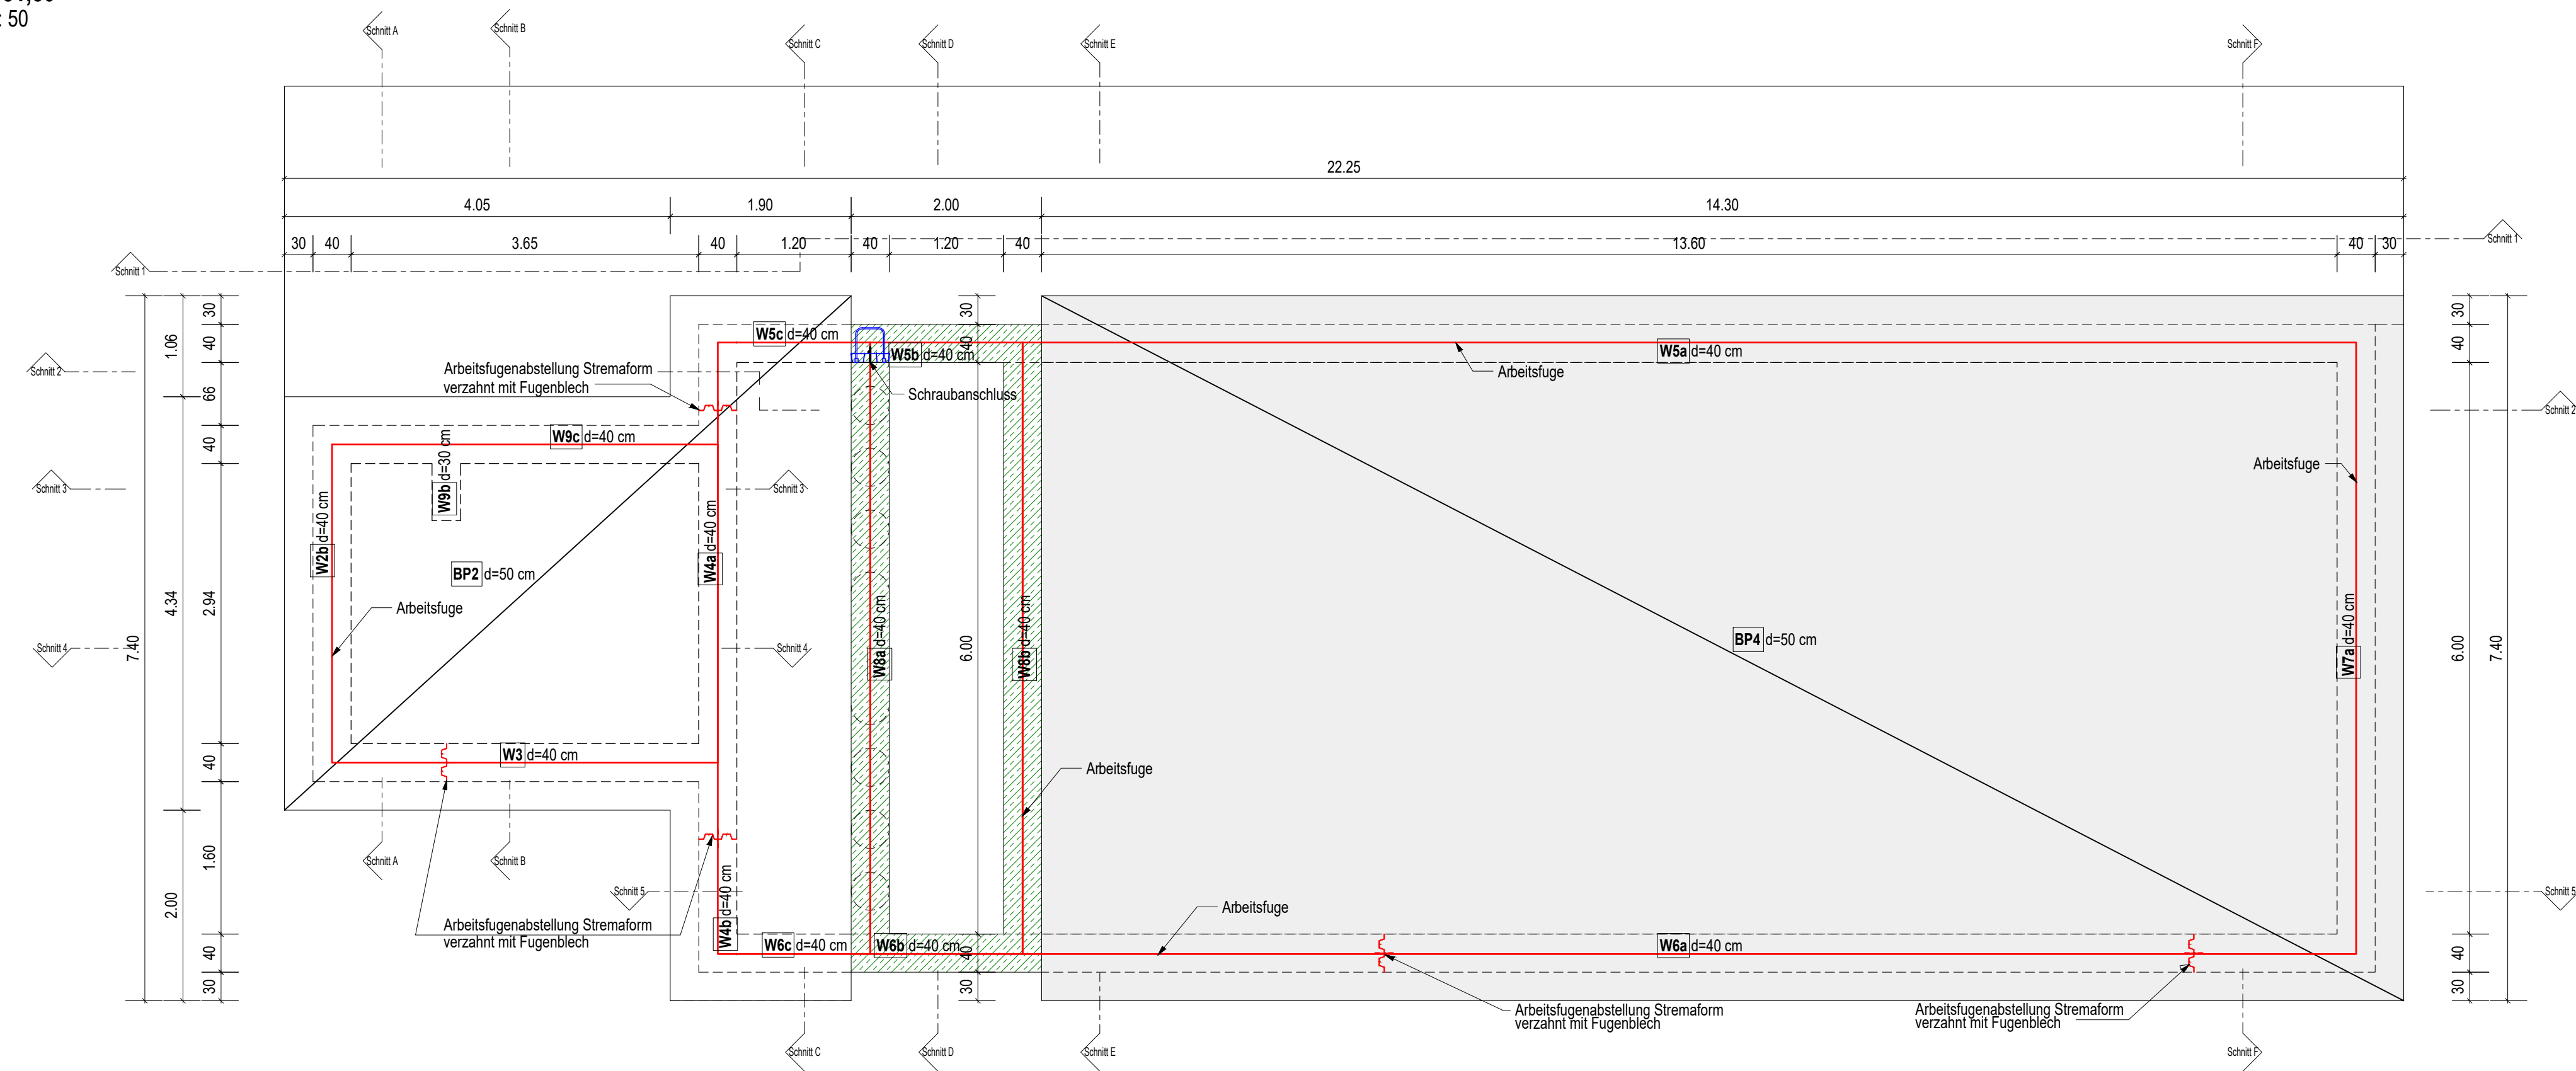 : 50
Schnitt A
Schnitt B
Schnitt C
Schnitt D
Schnitt E
Schnitt F
22.25
4.05
1.90
2.00
14.30
30
40
3.65
40
1.20
40
1.20
40
13.60
40
30
Schnitt 1
Schnitt 1
30
40
66
40
2.94
40
1.60
40
30
1.06
4.34
2.00
7.40
30
40
6.00
40
30
30
40
6.00
40
30
7.40
Schnitt 2
Schnitt 2
Schnitt 3
Schnitt 3
Schnitt 4
Schnitt 4
Schnitt 5
Schnitt 5
W5c d=40 cm
W5b d=40 cm
W5a d=40 cm
Arbeitsfugenabstellung Stremaform
verzahnt mit Fugenblech
Schraubanschluss
Arbeitsfuge
W9c d=40 cm
W9b d=30 cm
W2b d=40 cm
W4a d=40 cm
BP2 d=50 cm
Arbeitsfuge
Arbeitsfuge
W8a d=40 cm
W8b d=40 cm
BP4 d=50 cm
W7a d=40 cm
W3 d=40 cm
Arbeitsfuge
Arbeitsfuge
W4b d=40 cm
W6c d=40 cm
W6b d=40 cm
W6a d=40 cm
Arbeitsfugenabstellung Stremaform
verzahnt mit Fugenblech
Arbeitsfugenabstellung Stremaform
verzahnt mit Fugenblech
Arbeitsfugenabstellung Stremaform
verzahnt mit Fugenblech
Schnitt A
Schnitt B
Schnitt C
Schnitt D
Schnitt E
Schnitt F